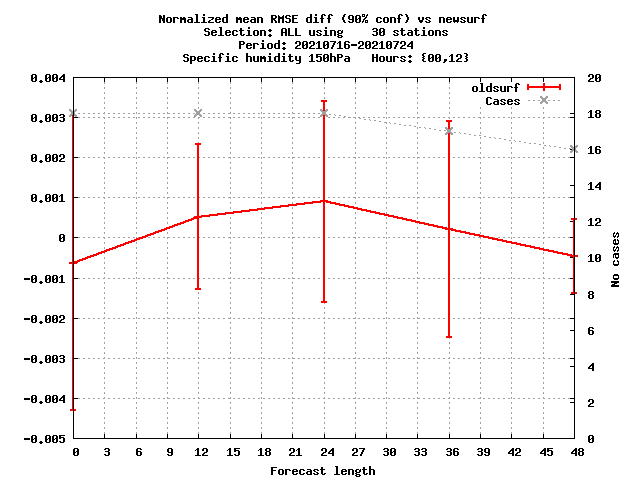 Normalized mean RMSE diff (90% conf) vs newsurf
Selection: ALL using    30 stations
Period: 20210716-20210724
Specific humidity 150hPa   Hours: {00,12}
oldsurf
Cases
0.004
0.003
0.002
0.001
0
-0.001
-0.002
-0.003
-0.004
-0.005
20
18
16
14
12
10
8
6
4
2
0
No cases
0 3 6 9 12 15 18 21 24 27 30 33 36 39 42 45 48
Forecast length